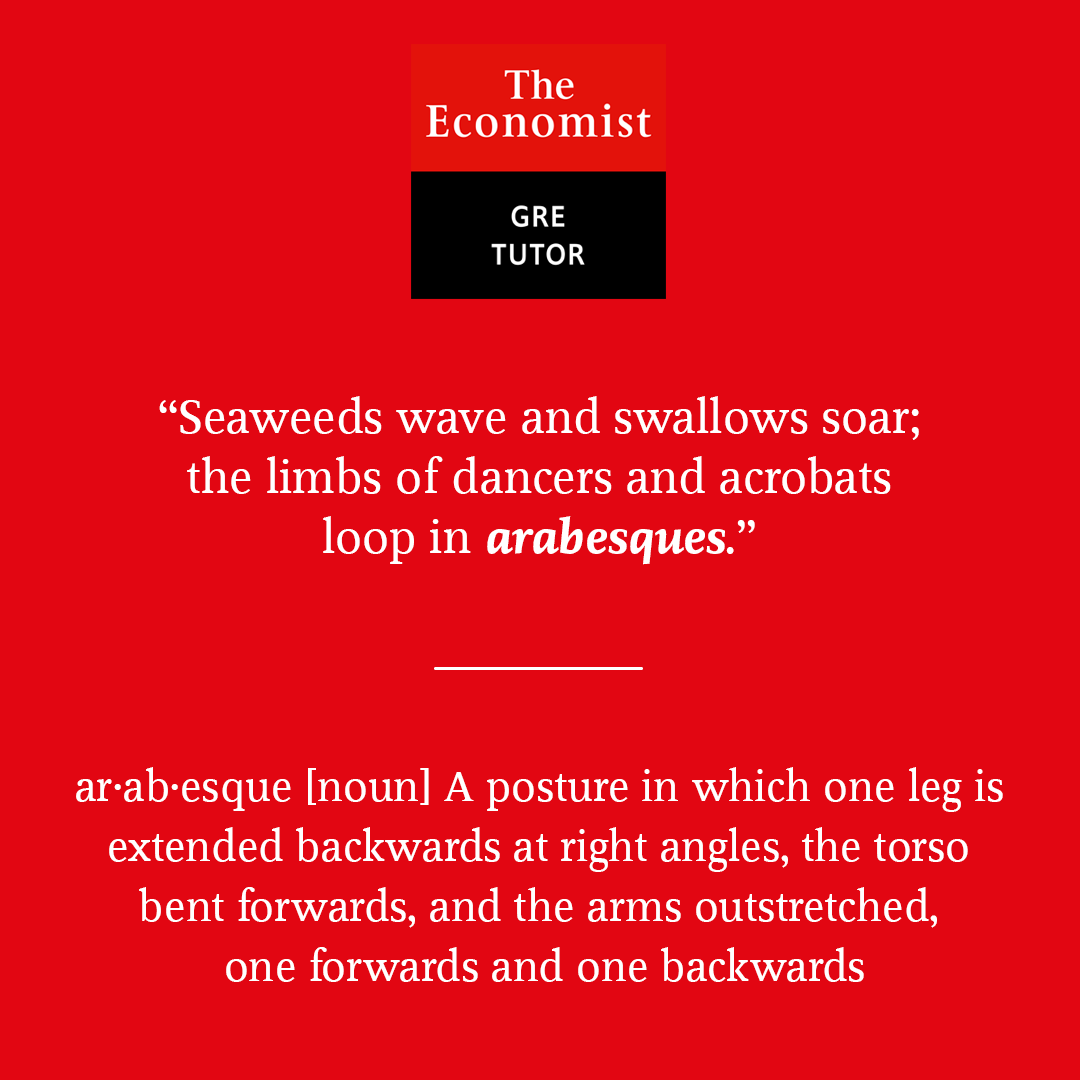 The
Economist
GRE
TUTOR
“Seaweeds wave and swallows soar;
the limbs of dancers and acrobats
loop in arabesques.”
ar·ab·esque [noun] A posture in which one leg is
extended backwards at right angles, the torso
bent forwards, and the arms outstretched,
one forwards and one backwards